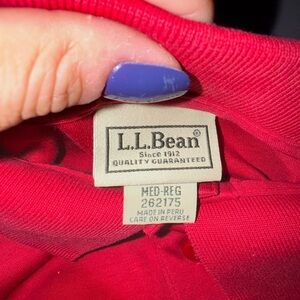 L.L.Bean®
Since 1912
QUALITY GUARANTEED
MED-REG
262175
MADE IN PERU
CARE ON REVERSE